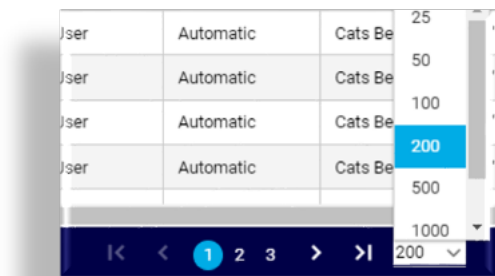 User Automatic Cats Be 25
User Automatic Cats Be 50
User Automatic Cats Be 100
User Automatic Cats Be 200
500
1000
1 2 3 200